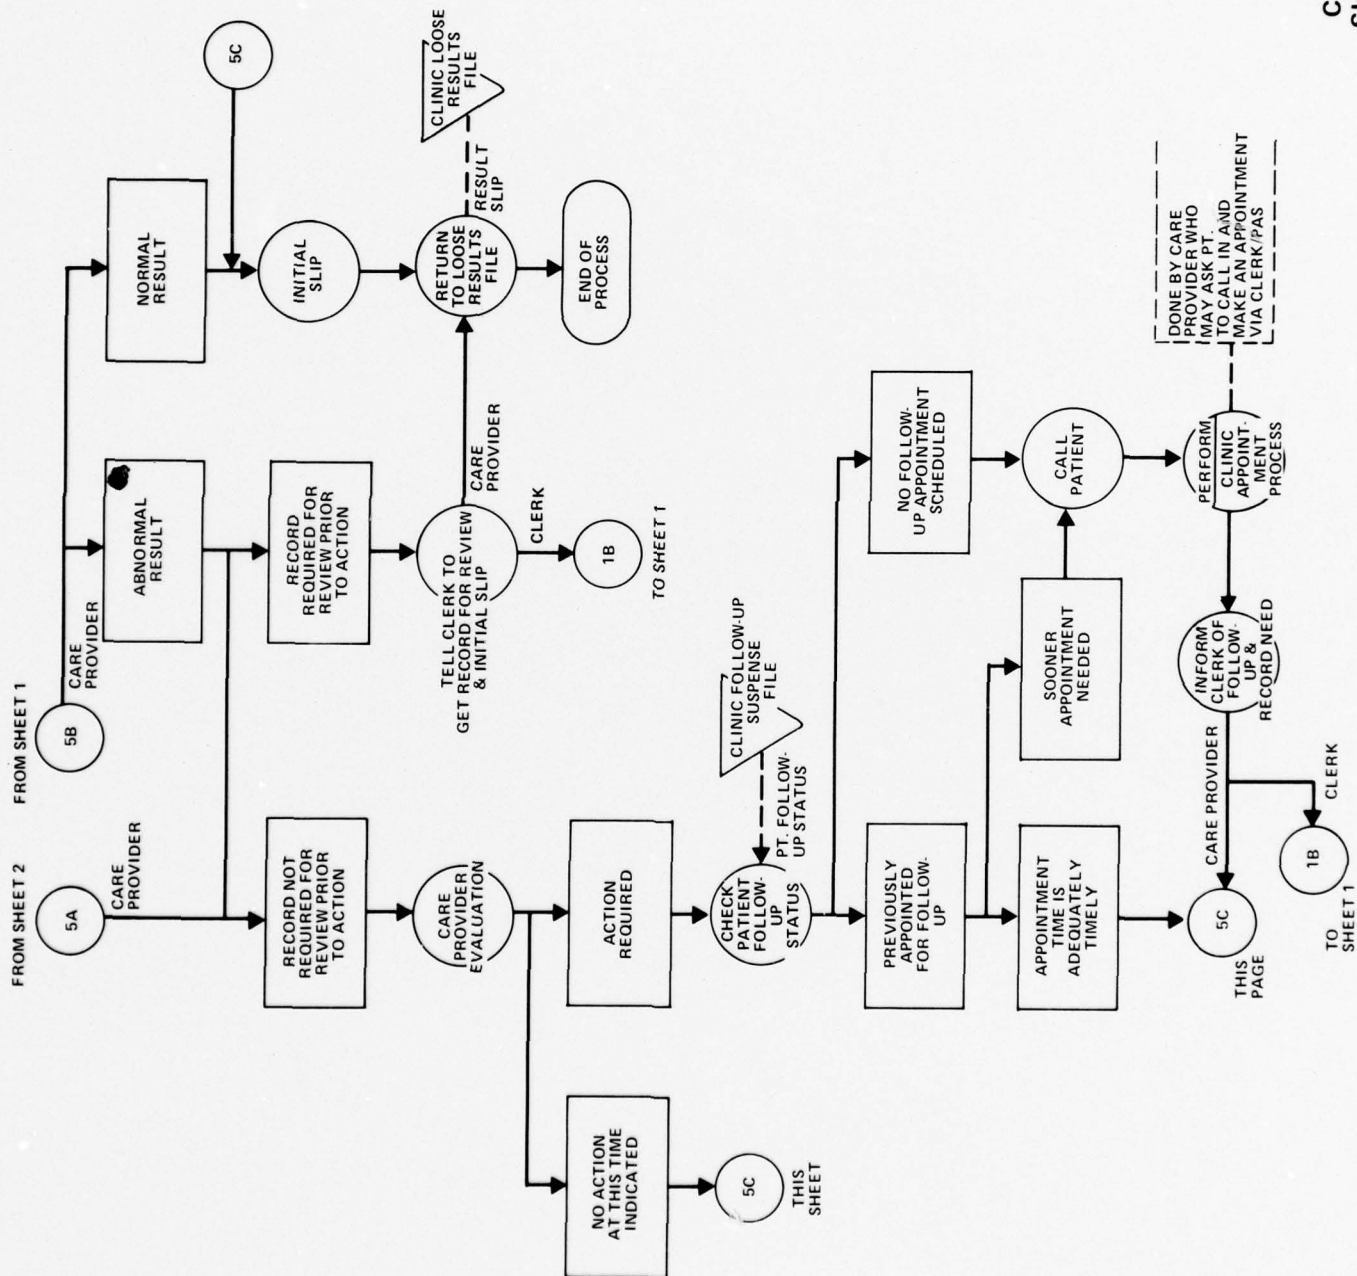 FROM SHEET 2
5A
CARE
PROVIDER
FROM SHEET 1
5B
CARE
PROVIDER
ABNORMAL
RESULT
NORMAL
RESULT
5C
INITIAL
SLIP
RECORD NOT
REQUIRED FOR
REVIEW PRIOR
TO ACTION
RECORD
REQUIRED FOR
REVIEW PRIOR
TO ACTION
CARE
PROVIDER
EVALUATION
TELL CLERK TO
GET RECORD FOR REVIEW
& INITIAL SLIP
CARE
PROVIDER
CLERK
1B
TO SHEET 1
RETURN
TO LOOSE
RESULTS
FILE
RESULT
SLIP
CLINIC LOOSE
RESULTS
FILE
END OF
PROCESS
NO ACTION
AT THIS TIME
INDICATED
5C
THIS
SHEET
ACTION
REQUIRED
CHECK
PATIENT
FOLLOW-
UP
STATUS
PT. FOLLOW-
UP STATUS
CLINIC FOLLOW-UP
SUSPENSE
FILE
PREVIOUSLY
APPOINTED
FOR FOLLOW-
UP
NO FOLLOW-
UP APPOINTMENT
SCHEDULED
APPOINTMENT
TIME IS
ADEQUATELY
TIMELY
SOONER
APPOINTMENT
NEEDED
CALL
PATIENT
PERFORM
CLINIC
APPOINT-
MENT
PROCESS
DONE BY CARE
PROVIDER WHO
MAY ASK PT.
TO CALL IN AND
MAKE AN APPOINTMENT
VIA CLERK/PAS
INFORM
CLERK OF
FOLLOW-
UP &
RECORD NEED
CARE PROVIDER
CLERK
5C
THIS
PAGE
1B
TO
SHEET 1